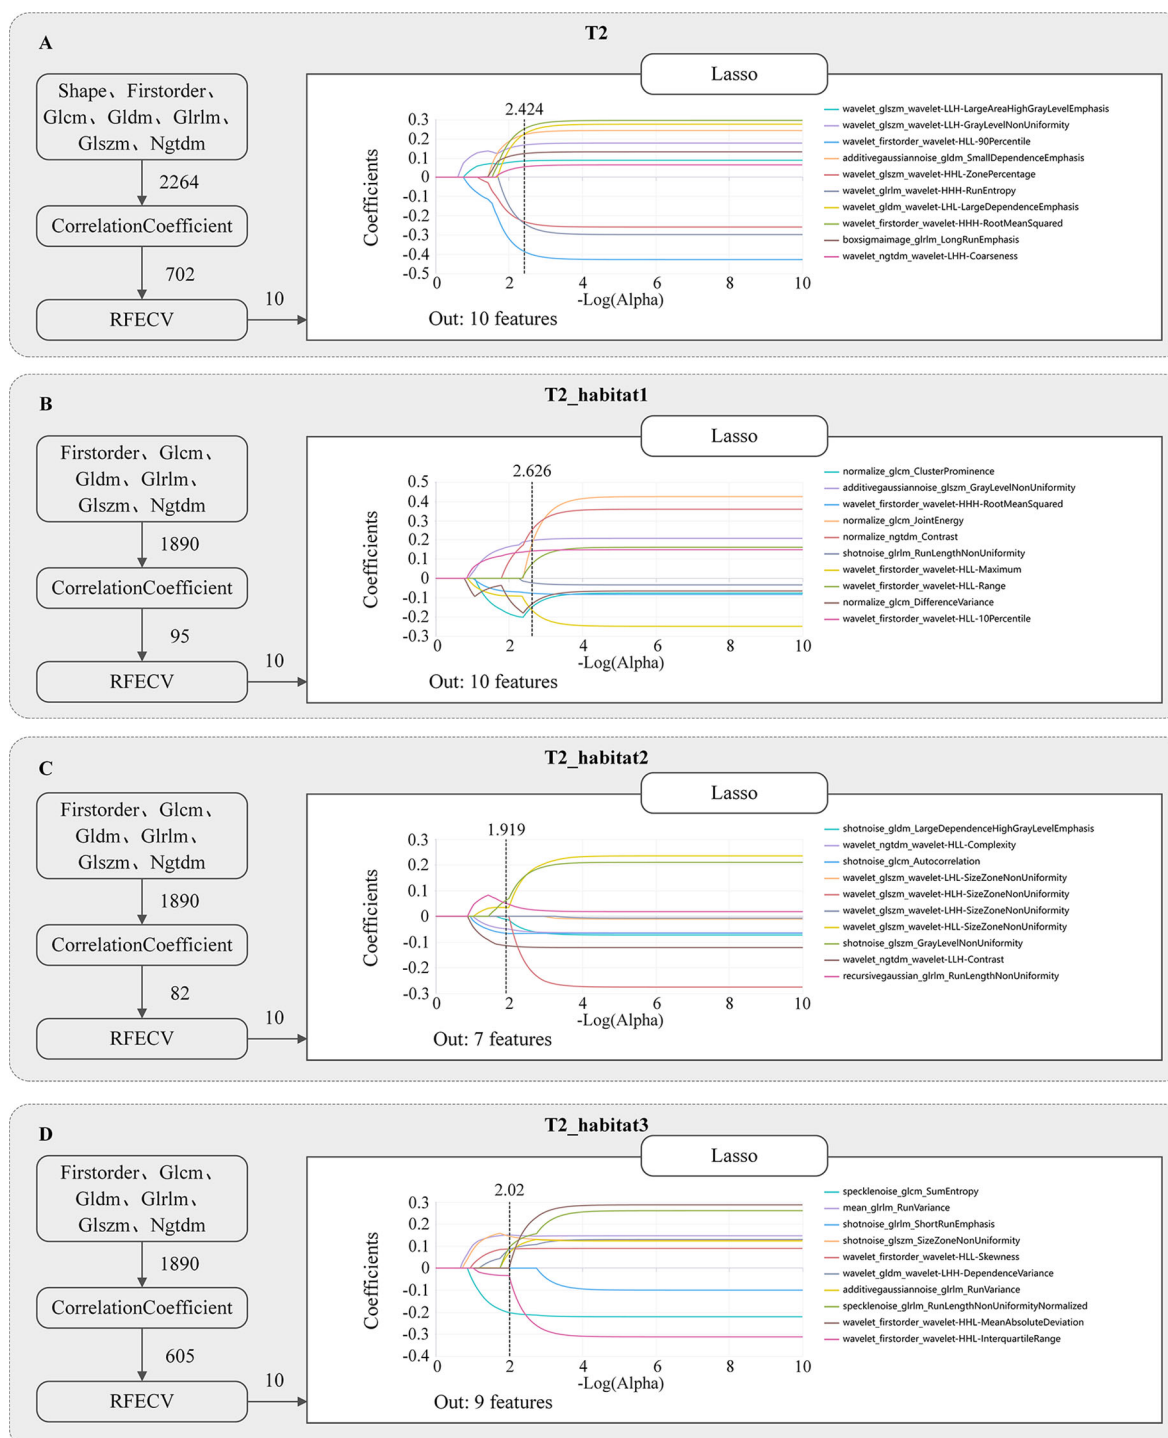 T2
A
Shape、Firstorder、
Glcm、Gldm、Glrlm、
Glszm、Ngtdm
2264
CorrelationCoefficient
702
RFECV
10
Lasso
2.424
0.3
0.2
0.1
0
-0.1
-0.2
-0.3
-0.4
-0.5
Coefficients
0 2 4 6 8 10
-Log(Alpha)
Out: 10 features
wavelet_glszm_wavelet-LLH-LargeAreaHighGrayLevelEmphasis
wavelet_glszm_wavelet-LLH-GrayLevelNonUniformity
wavelet_firstorder_wavelet-HLL-90Percentile
additivegaussiannoise_gldm_SmallDependenceEmphasis
wavelet_glszm_wavelet-HHL-ZonePercentage
wavelet_glrlm_wavelet-HHH-RunEntropy
wavelet_gldm_wavelet-LHL-LargeDependenceEmphasis
wavelet_firstorder_wavelet-HHH-RootMeanSquared
boxsigmaimage_glrlm_LongRunEmphasis
wavelet_ngtdm_wavelet-LHH-Coarseness
T2_habitat1
B
Firstorder、Glcm、
Gldm、Glrlm、
Glszm、Ngtdm
1890
CorrelationCoefficient
95
RFECV
10
Lasso
2.626
0.5
0.4
0.3
0.2
0.1
0
-0.1
-0.2
-0.3
Coefficients
0 2 4 6 8 10
-Log(Alpha)
Out: 10 features
normalize_glcm_ClusterProminence
additivegaussiannoise_glszm_GrayLevelNonUniformity
wavelet_firstorder_wavelet-HHH-RootMeanSquared
normalize_glcm_JointEnergy
normalize_ngtdm_Contrast
shotnoise_glrlm_RunLengthNonUniformity
wavelet_firstorder_wavelet-HLL-Maximum
wavelet_firstorder_wavelet-HLL-Range
normalize_glcm_DifferenceVariance
wavelet_firstorder_wavelet-HLL-10Percentile
T2_habitat2
C
Firstorder、Glcm、
Gldm、Glrlm、
Glszm、Ngtdm
1890
CorrelationCoefficient
82
RFECV
10
Lasso
1.919
0.3
0.2
0.1
0
-0.1
-0.2
-0.3
Coefficients
0 2 4 6 8 10
-Log(Alpha)
Out: 7 features
shotnoise_gldm_LargeDependenceHighGrayLevelEmphasis
wavelet_ngtdm_wavelet-HLL-Complexity
shotnoise_glcm_Autocorrelation
wavelet_glszm_wavelet-LHL-SizeZoneNonUniformity
wavelet_glszm_wavelet-HLH-SizeZoneNonUniformity
wavelet_glszm_wavelet-LHH-SizeZoneNonUniformity
wavelet_glszm_wavelet-HLL-SizeZoneNonUniformity
shotnoise_glszm_GrayLevelNonUniformity
wavelet_ngtdm_wavelet-LLH-Contrast
recursivegaussian_glrlm_RunLengthNonUniformity
T2_habitat3
D
Firstorder、Glcm、
Gldm、Glrlm、
Glszm、Ngtdm
1890
CorrelationCoefficient
605
RFECV
10
Lasso
2.02
0.3
0.2
0.1
0
-0.1
-0.2
-0.3
-0.4
Coefficients
0 2 4 6 8 10
-Log(Alpha)
Out: 9 features
specklenoise_glcm_SumEntropy
mean_glrlm_RunVariance
shotnoise_glrlm_ShortRunEmphasis
shotnoise_glszm_SizeZoneNonUniformity
wavelet_firstorder_wavelet-HLL-Skewness
wavelet_gldm_wavelet-LHH-DependenceVariance
additivegaussiannoise_glrlm_RunVariance
specklenoise_glrlm_RunLengthNonUniformityNormalized
wavelet_firstorder_wavelet-HHL-MeanAbsoluteDeviation
wavelet_firstorder_wavelet-HHL-InterquartileRange